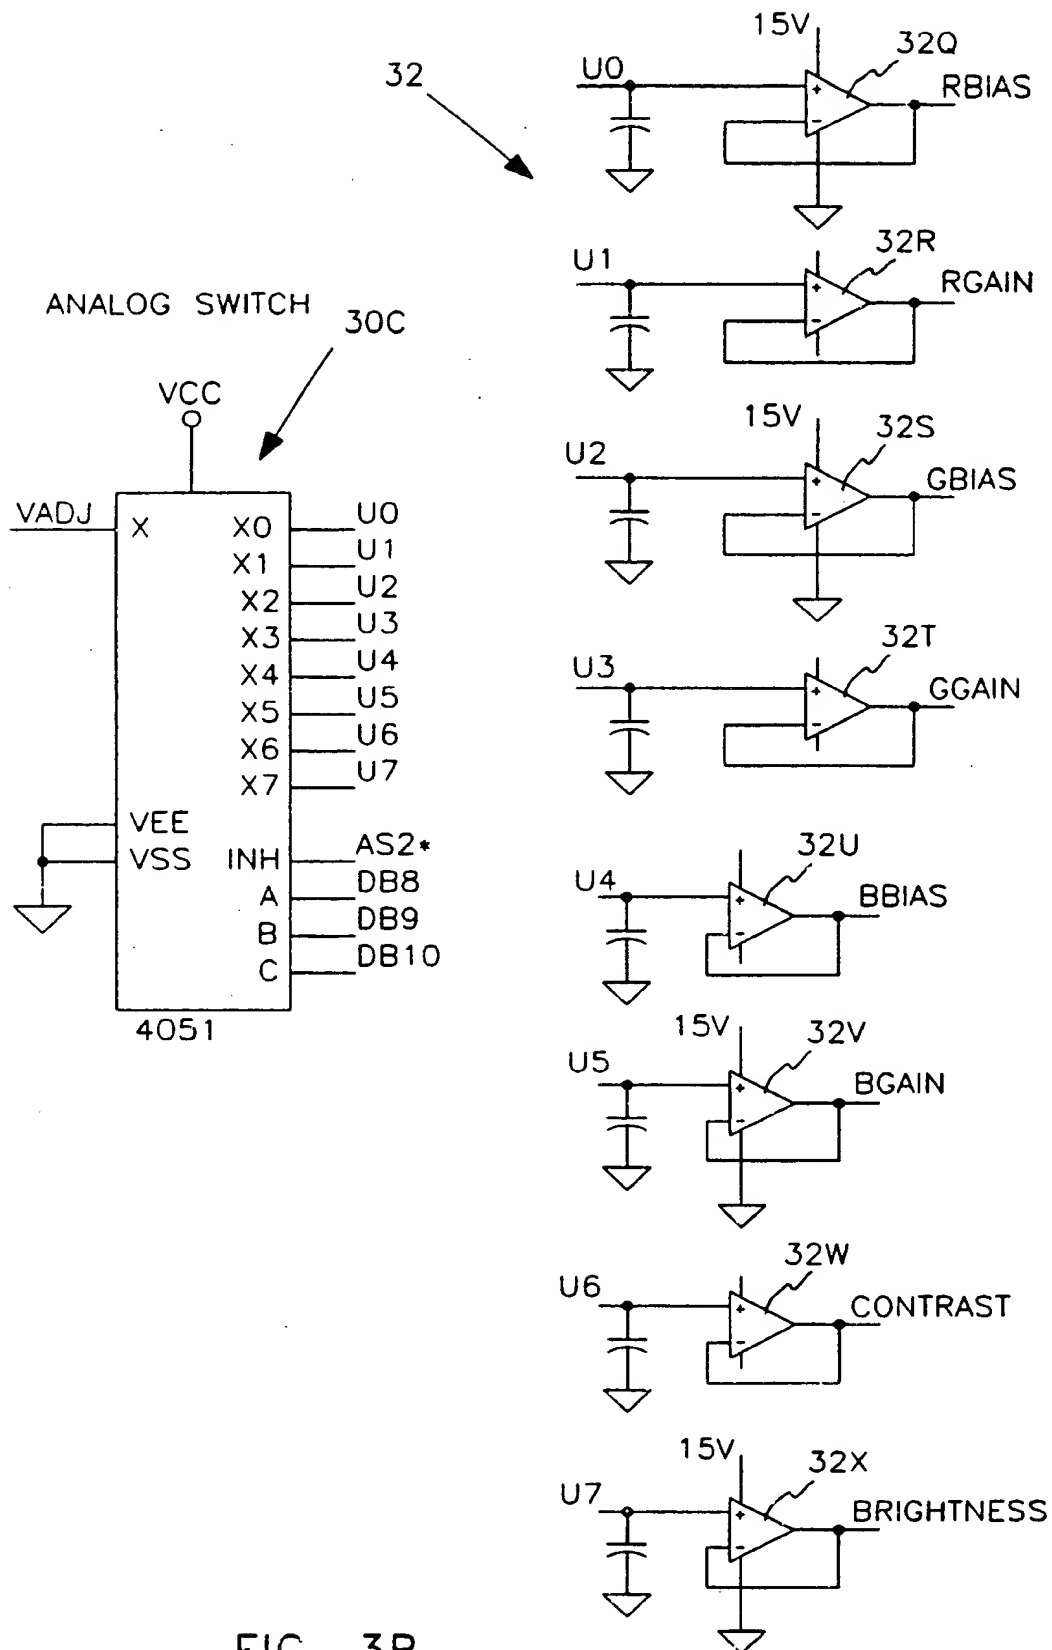 32
ANALOG SWITCH
30C
VCC
VADJ
X
X0
U0
X1
U1
X2
U2
X3
U3
X4
U4
X5
U5
X6
U6
X7
U7
VEE
VSS
INH
AS2*
A
DB8
B
DB9
C
DB10
4051
15V
U0
+
-
32Q
RBIAS
U1
+
-
32R
RGAIN
15V
U2
+
-
32S
GBIAS
U3
+
-
32T
GGAIN
U4
+
-
32U
BBIAS
15V
U5
+
-
32V
BGAIN
U6
+
-
32W
CONTRAST
15V
U7
+
-
32X
BRIGHTNESS